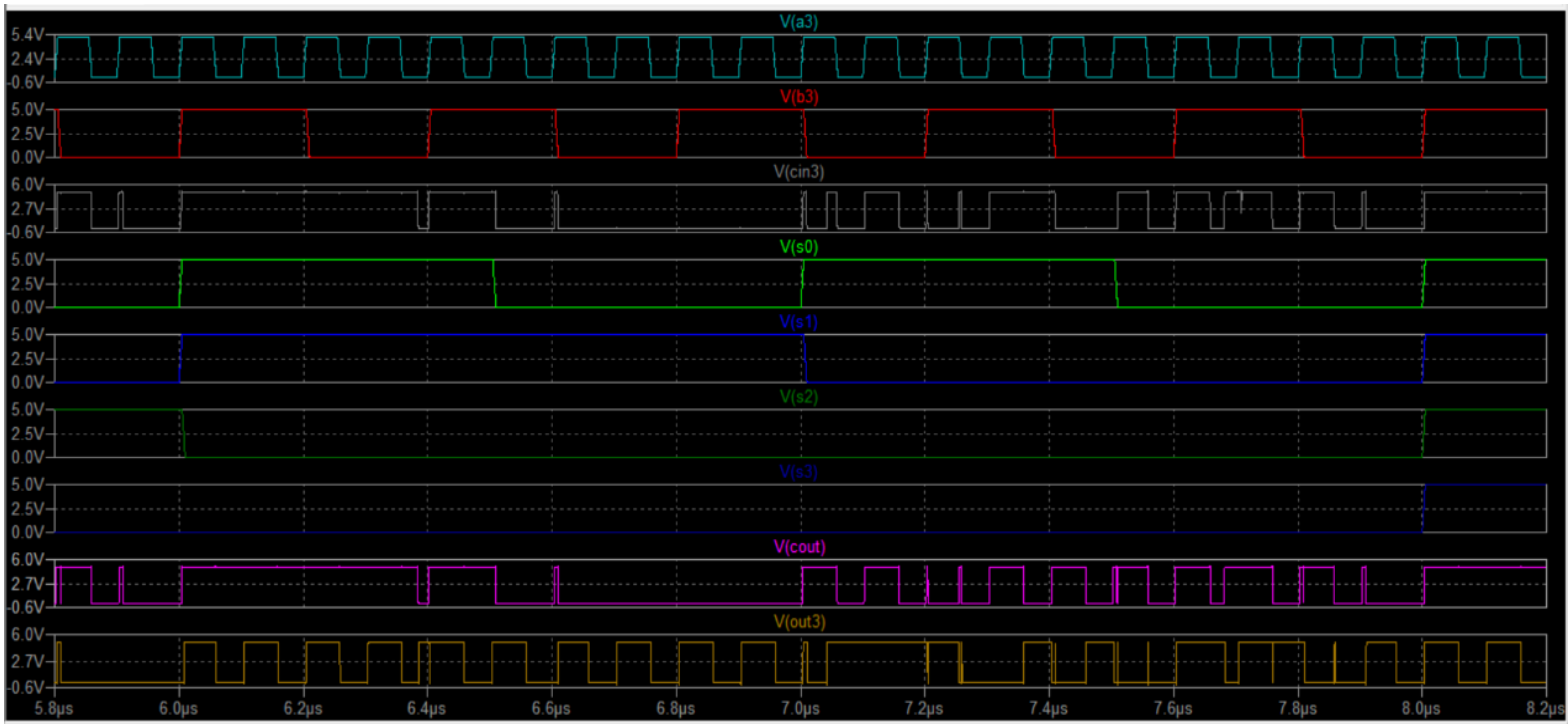 V(a3)
5.4V
2.4V
-0.6V
V(b3)
5.0V
2.5V
0.0V
V(cin3)
6.0V
2.7V
-0.6V
V(s0)
5.0V
2.5V
0.0V
V(s1)
5.0V
2.5V
0.0V
V(s2)
5.0V
2.5V
0.0V
V(s3)
5.0V
2.5V
0.0V
V(cout)
6.0V
2.7V
-0.6V
V(out3)
6.0V
2.7V
-0.6V
5.8µs 6.0µs 6.2µs 6.4µs 6.6µs 6.8µs 7.0µs 7.2µs 7.4µs 7.6µs 7.8µs 8.0µs 8.2µs